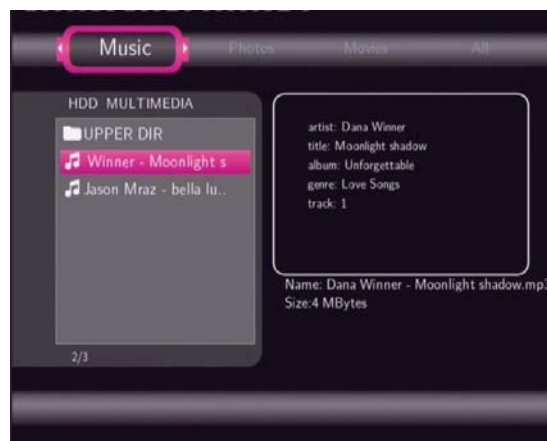 Music Photos Movies All
HDD MULTIMEDIA
UPPER DIR
Winner - Moonlight s
Jason Mraz - bella lu..
2/3
artist: Dana Winner
title: Moonlight shadow
album: Unforgettable
genre: Love Songs
track: 1
Name: Dana Winner - Moonlight shadow.mp3
Size:4 MBytes